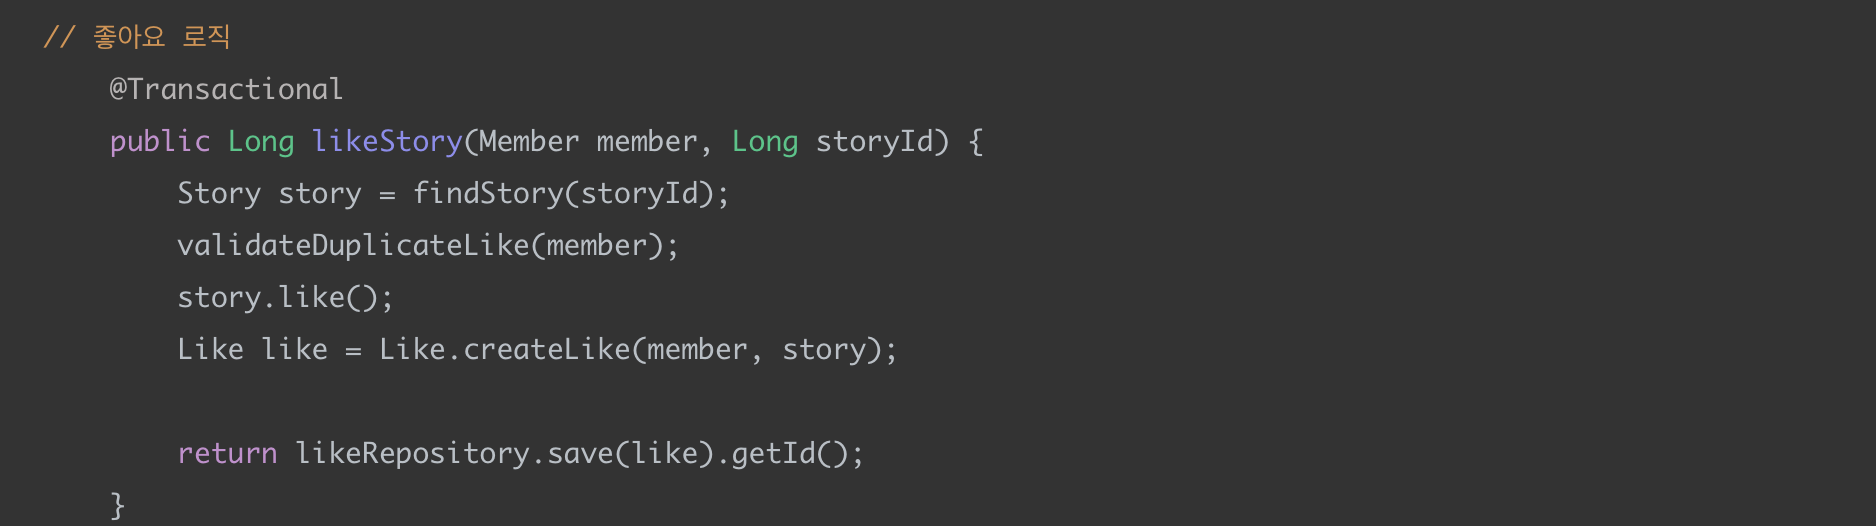 // 좋아요 로직
@Transactional
public Long likeStory(Member member, Long storyId) {
Story story = findStory(storyId);
validateDuplicateLike(member);
story.like();
Like like = Like.createLike(member, story);
return likeRepository.save(like).getId();
}